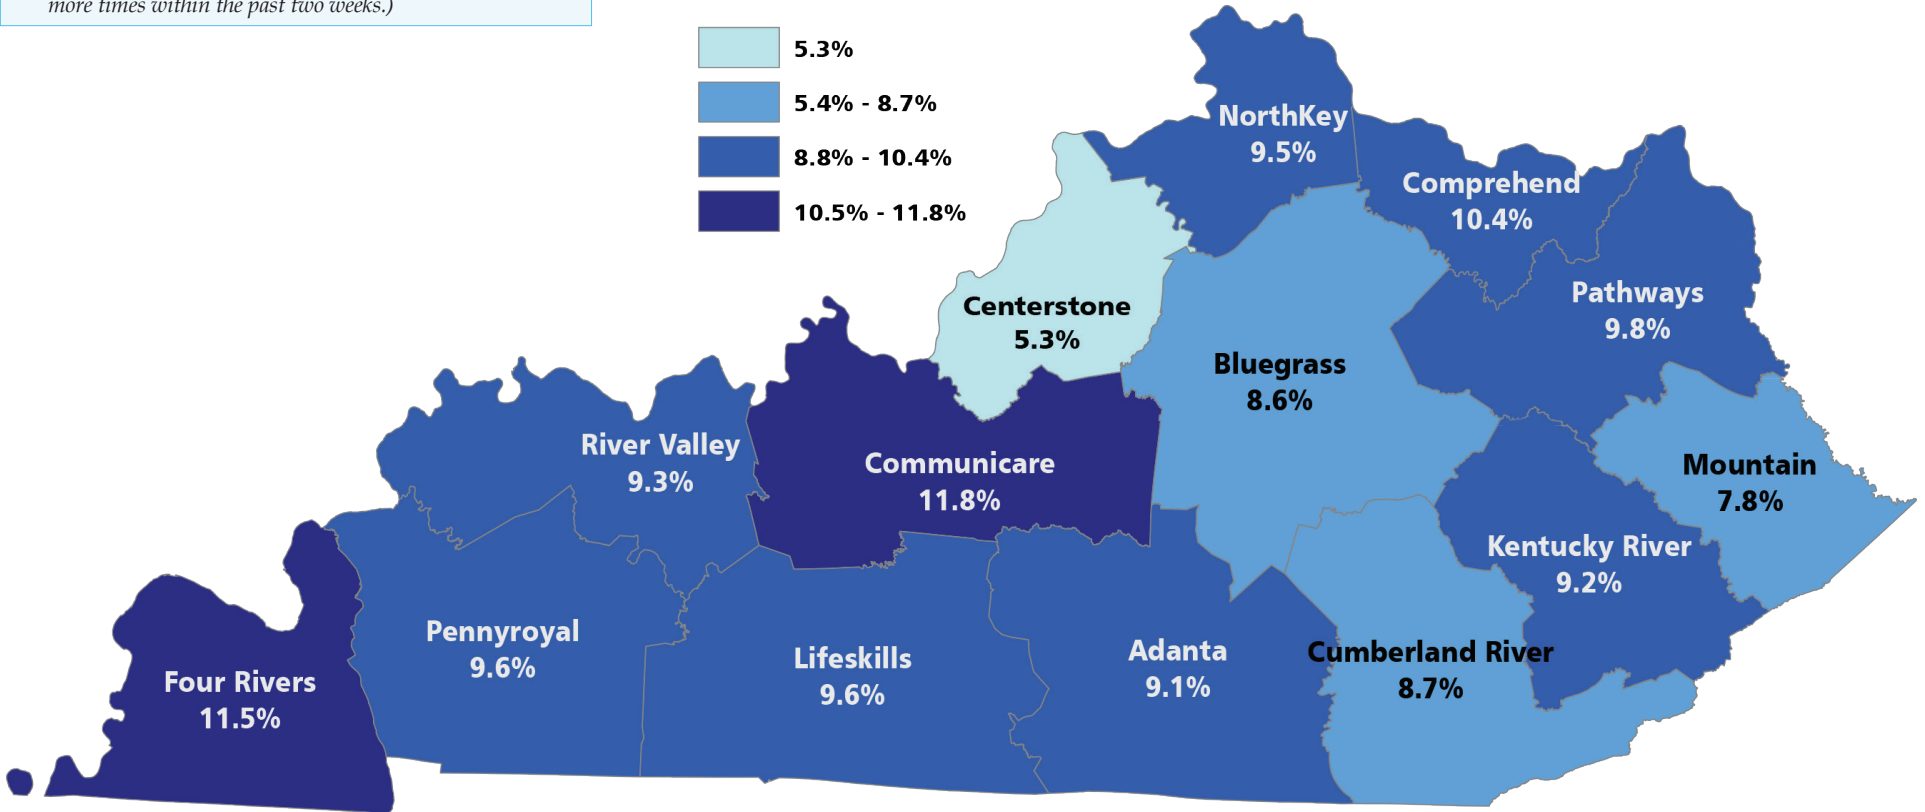 more times within the past two weeks.)
5.3%
5.4% - 8.7%
8.8% - 10.4%
10.5% - 11.8%
NorthKey
9.5%
Comprehend
10.4%
Pathways
9.8%
Centerstone
5.3%
Bluegrass
8.6%
River Valley
9.3%
Communicare
11.8%
Mountain
7.8%
Kentucky River
9.2%
Pennyroyal
9.6%
Lifeskills
9.6%
Adanta
9.1%
Cumberland River
8.7%
Four Rivers
11.5%